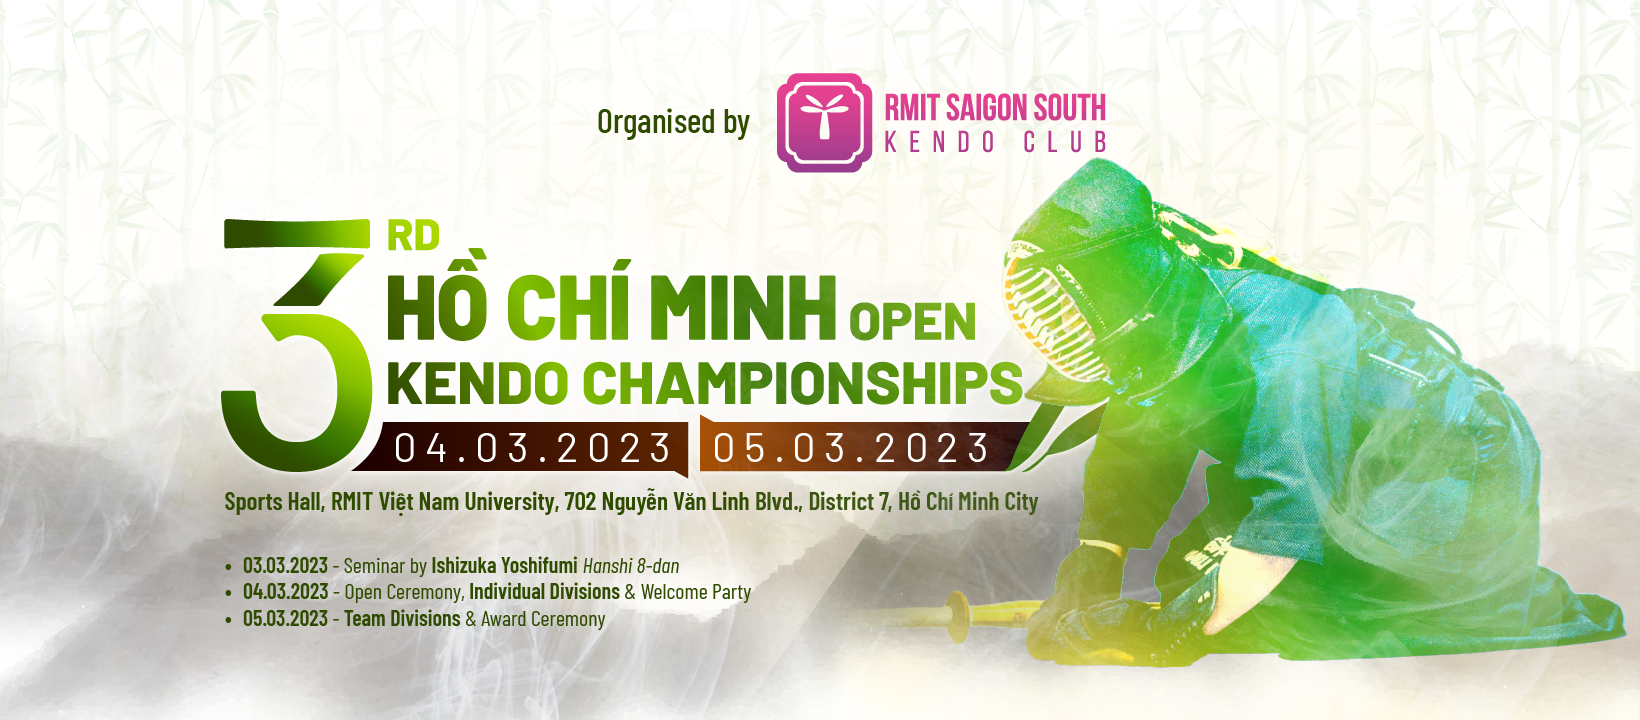 Organised by
RMIT SAIGON SOUTH
KENDO CLUB
3RD
HỒ CHÍ MINH OPEN
KENDO CHAMPIONSHIPS
04.03.2023 05.03.2023
Sports Hall, RMIT Việt Nam University, 702 Nguyễn Văn Linh Blvd., District 7, Hồ Chí Minh City
• 03.03.2023 - Seminar by Ishizuka Yoshifumi Hanshi 8-dan
• 04.03.2023 - Open Ceremony, Individual Divisions & Welcome Party
• 05.03.2023 - Team Divisions & Award Ceremony